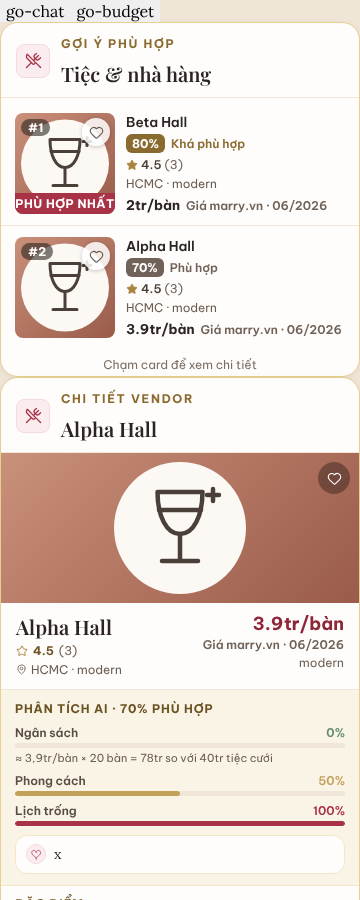 go-chat go-budget
GỢI Ý PHÙ HỢP
Tiệc & nhà hàng
#1
PHÙ HỢP NHẤT
Beta Hall
80% Khá phù hợp
4.5 (3)
HCMC · modern
2tr/bàn Giá marry.vn · 06/2026
#2
Alpha Hall
70% Phù hợp
4.5 (3)
HCMC · modern
3.9tr/bàn Giá marry.vn · 06/2026
Chạm card để xem chi tiết
CHI TIẾT VENDOR
Alpha Hall
Alpha Hall
4.5 (3)
HCMC · modern
3.9tr/bàn
Giá marry.vn · 06/2026
modern
PHÂN TÍCH AI · 70% PHÙ HỢP
Ngân sách 0%
≈ 3,9tr/bàn × 20 bàn = 78tr so với 40tr tiệc cưới
Phong cách 50%
Lịch trống 100%
x